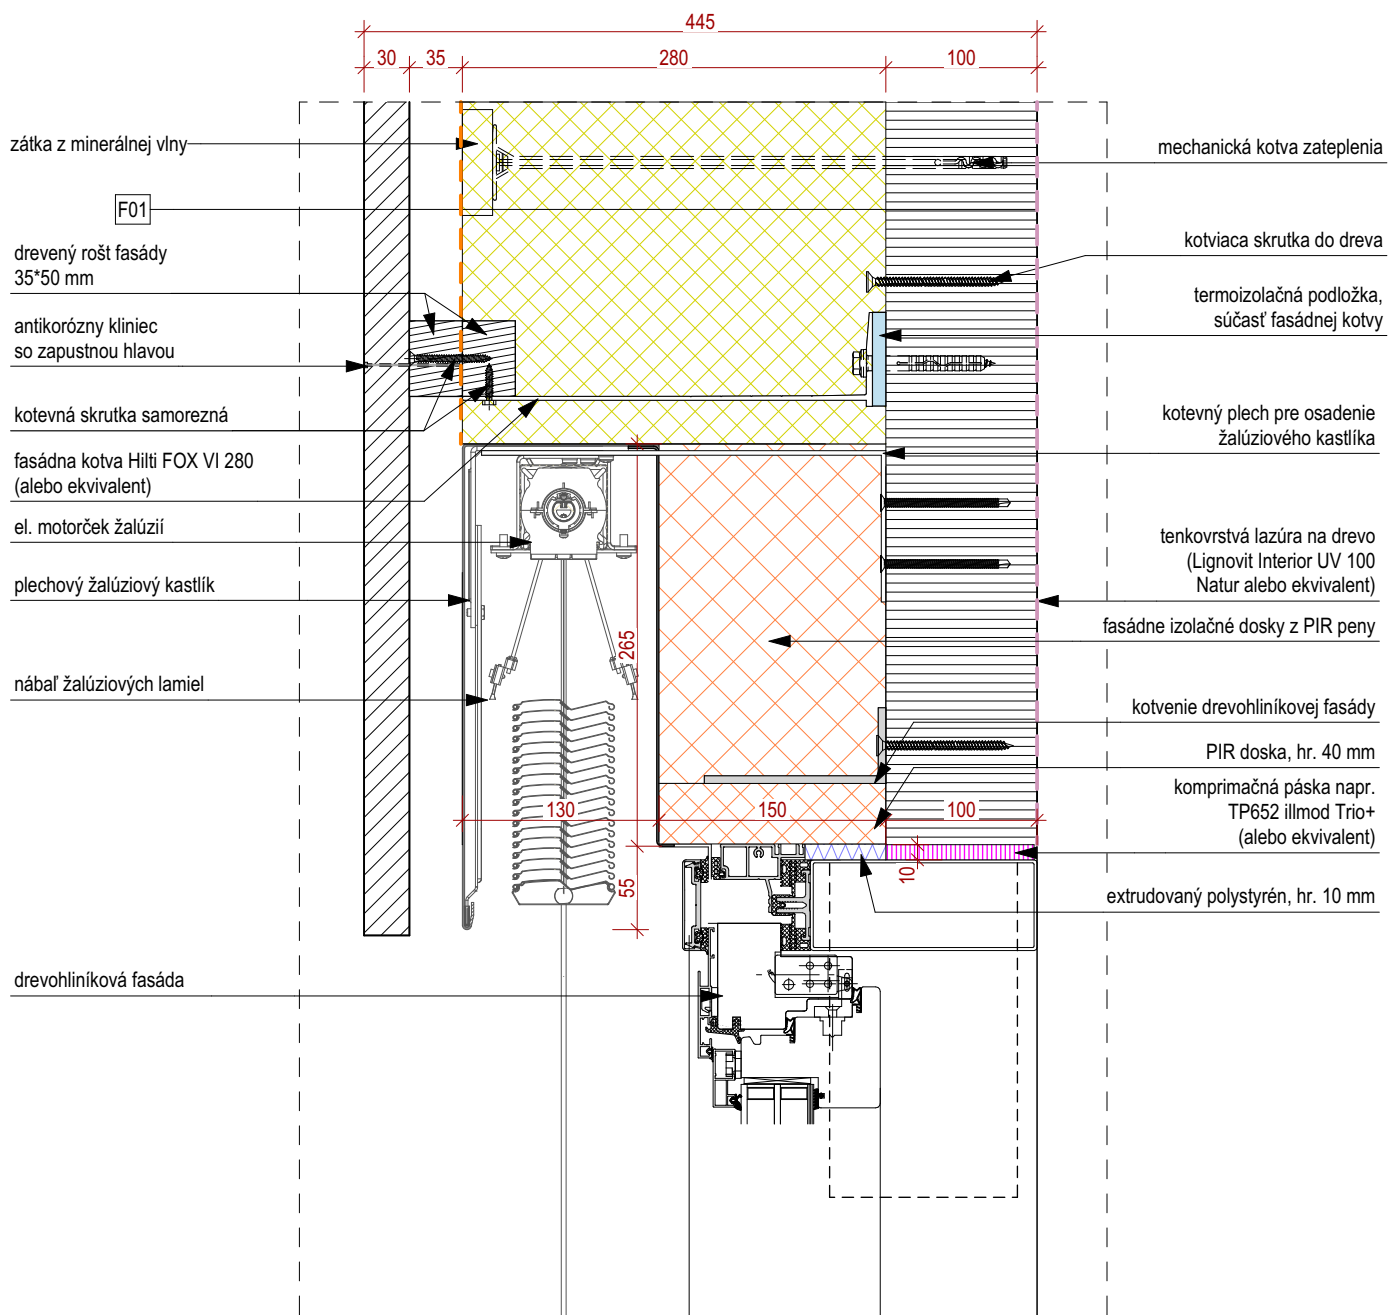 445
30
35
280
100
zátka z minerálnej vlny
F01
drevený rošt fasády
35*50 mm
antikorózny kliniec
so zapustnou hlavou
kotevná skrutka samorezná
fasádna kotva Hilti FOX VI 280
(alebo ekvivalent)
el. motorček žalúzií
plechový žalúziový kastlík
nábaľ žalúziových lamiel
drevohliníková fasáda
mechanická kotva zateplenia
kotviaca skrutka do dreva
termoizolačná podložka,
súčasť fasádnej kotvy
kotevný plech pre osadenie
žalúziového kastlíka
tenkovrstvá lazúra na drevo
(Lignovit Interior UV 100
Natur alebo ekvivalent)
fasádne izolačné dosky z PIR peny
kotvenie drevohliníkovej fasády
PIR doska, hr. 40 mm
komprimačná páska napr.
TP652 illmod Trio+
(alebo ekvivalent)
extrudovaný polystyrén, hr. 10 mm
265
130
150
100
55
10